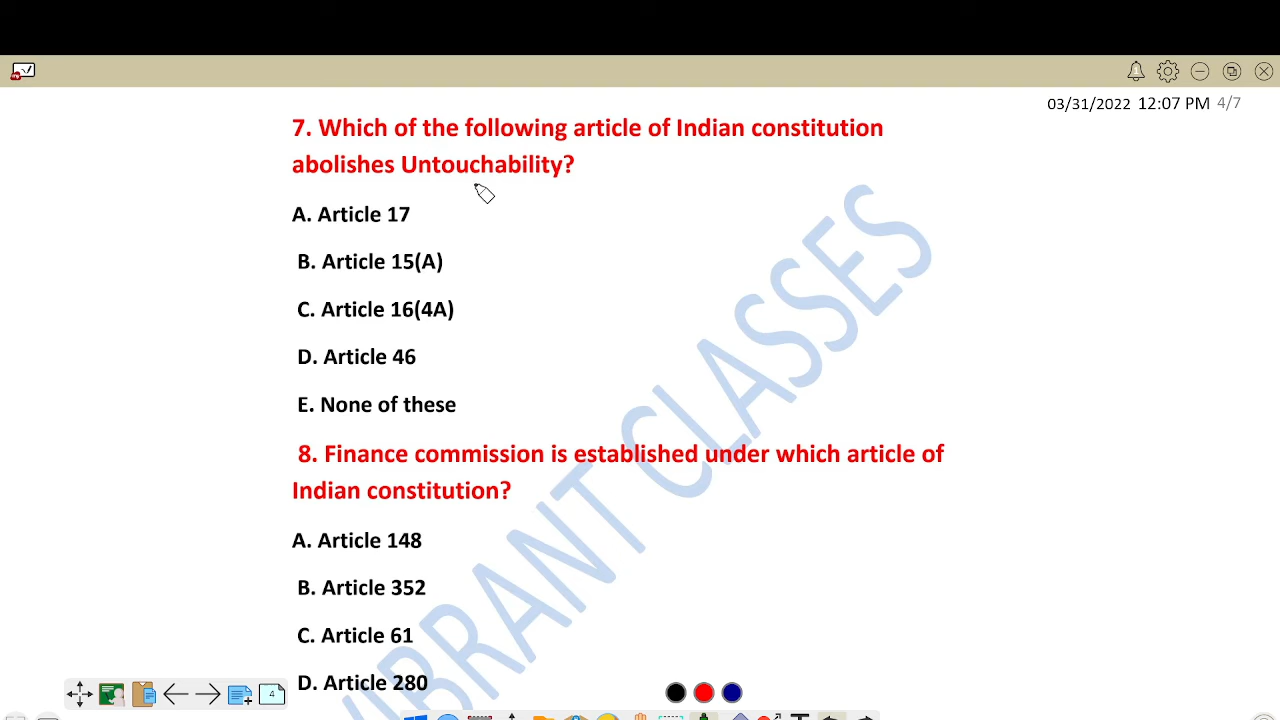 03/31/2022 12:07 PM 4/7
7. Which of the following article of Indian constitution
abolishes Untouchability?
A. Article 17
B. Article 15(A)
C. Article 16(4A)
D. Article 46
E. None of these
8. Finance commission is established under which article of
Indian constitution?
A. Article 148
B. Article 352
C. Article 61
D. Article 280
VIBRANT CLASSES
4